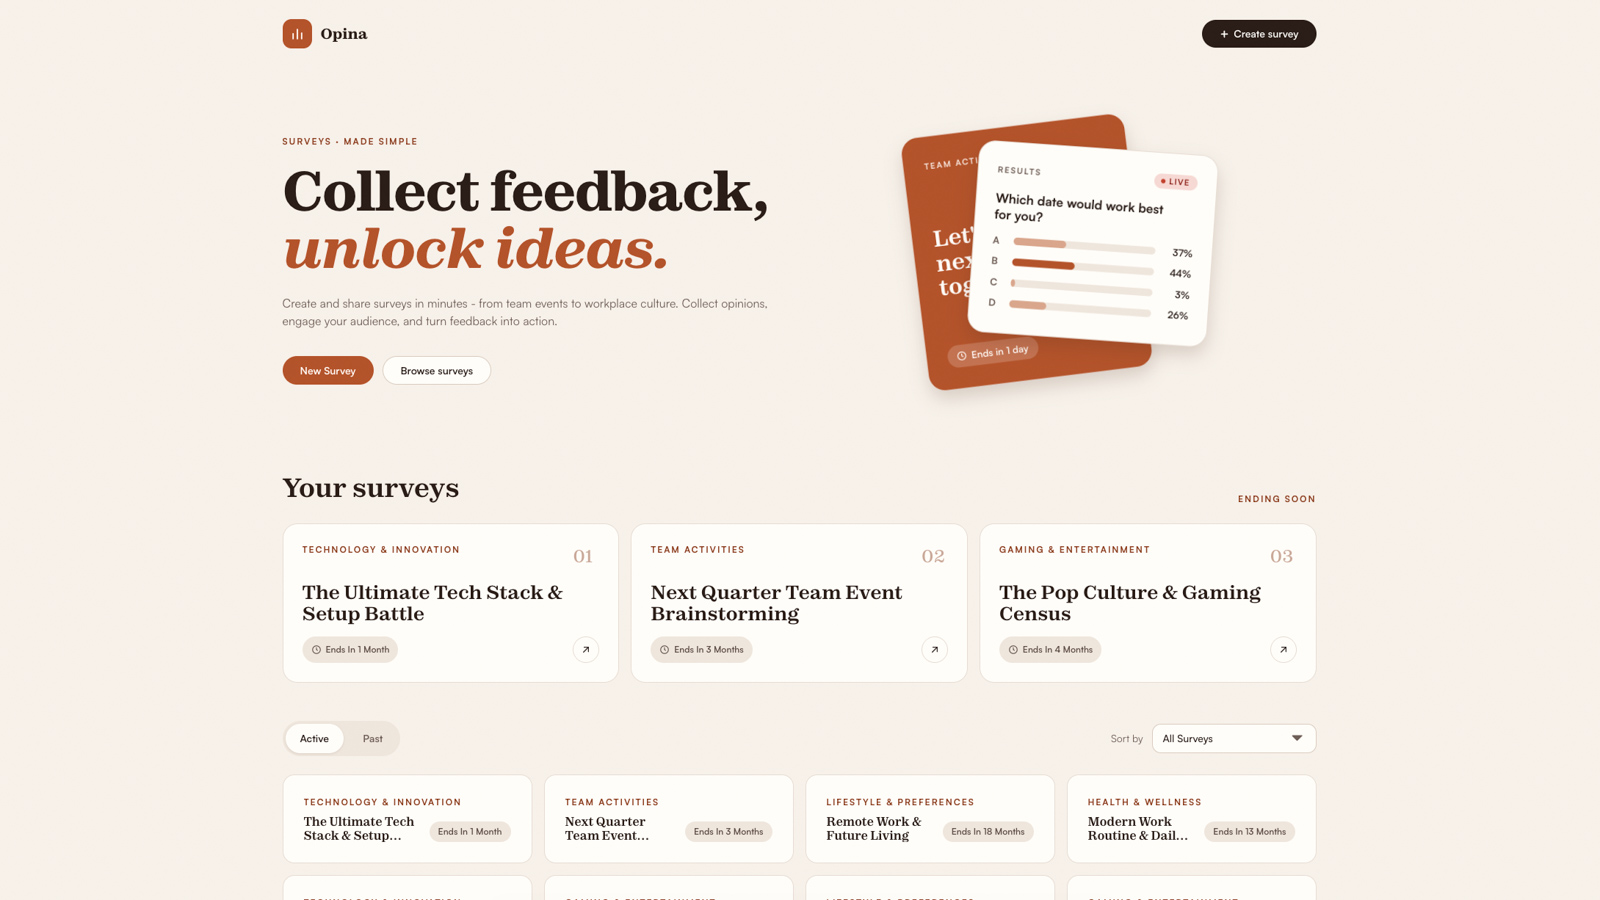 Opina
+ Create survey
SURVEYS • MADE SIMPLE
Collect feedback,
unlock ideas.
Create and share surveys in minutes - from team events to workplace culture. Collect opinions,
engage your audience, and turn feedback into action.
New Survey
Browse surveys
TEAM ACTI
Let'
nex
tog
Ends in 1 day
RESULTS
LIVE
Which date would work best
for you?
A 37%
B 44%
C 3%
D 26%
Your surveys
ENDING SOON
TECHNOLOGY & INNOVATION
01
The Ultimate Tech Stack &
Setup Battle
Ends In 1 Month
TEAM ACTIVITIES
02
Next Quarter Team Event
Brainstorming
Ends In 3 Months
GAMING & ENTERTAINMENT
03
The Pop Culture & Gaming
Census
Ends In 4 Months
Active
Past
Sort by
All Surveys
TECHNOLOGY & INNOVATION
The Ultimate Tech
Stack & Setup...
Ends In 1 Month
TEAM ACTIVITIES
Next Quarter
Team Event...
Ends In 3 Months
LIFESTYLE & PREFERENCES
Remote Work &
Future Living
Ends In 18 Months
HEALTH & WELLNESS
Modern Work
Routine & Dail...
Ends In 13 Months